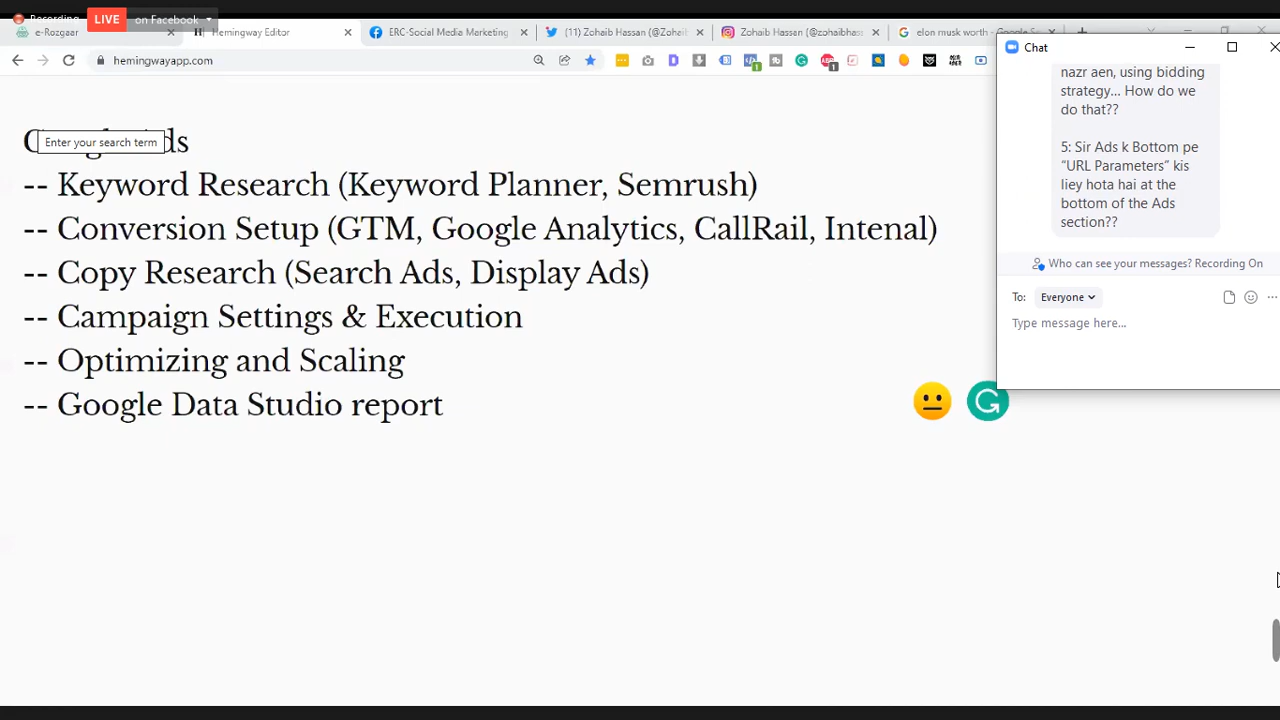 Recording
LIVE on Facebook
e-Rozgaar
Hemingway Editor
ERC-Social Media Marketing
(11) Zohaib Hassan (@Zohaib
Zohaib Hassan (@zohaibhas
elon musk worth - Google Se
hemingwayapp.com
Enter your search term
-- Keyword Research (Keyword Planner, Semrush)
-- Conversion Setup (GTM, Google Analytics, CallRail, Intenal)
-- Copy Research (Search Ads, Display Ads)
-- Campaign Settings & Execution
-- Optimizing and Scaling
-- Google Data Studio report
Chat
nazr aen, using bidding
strategy... How do we
do that??
5: Sir Ads k Bottom pe
“URL Parameters” kis
liey hota hai at the
bottom of the Ads
section??
Who can see your messages? Recording On
To: Everyone
Type message here...